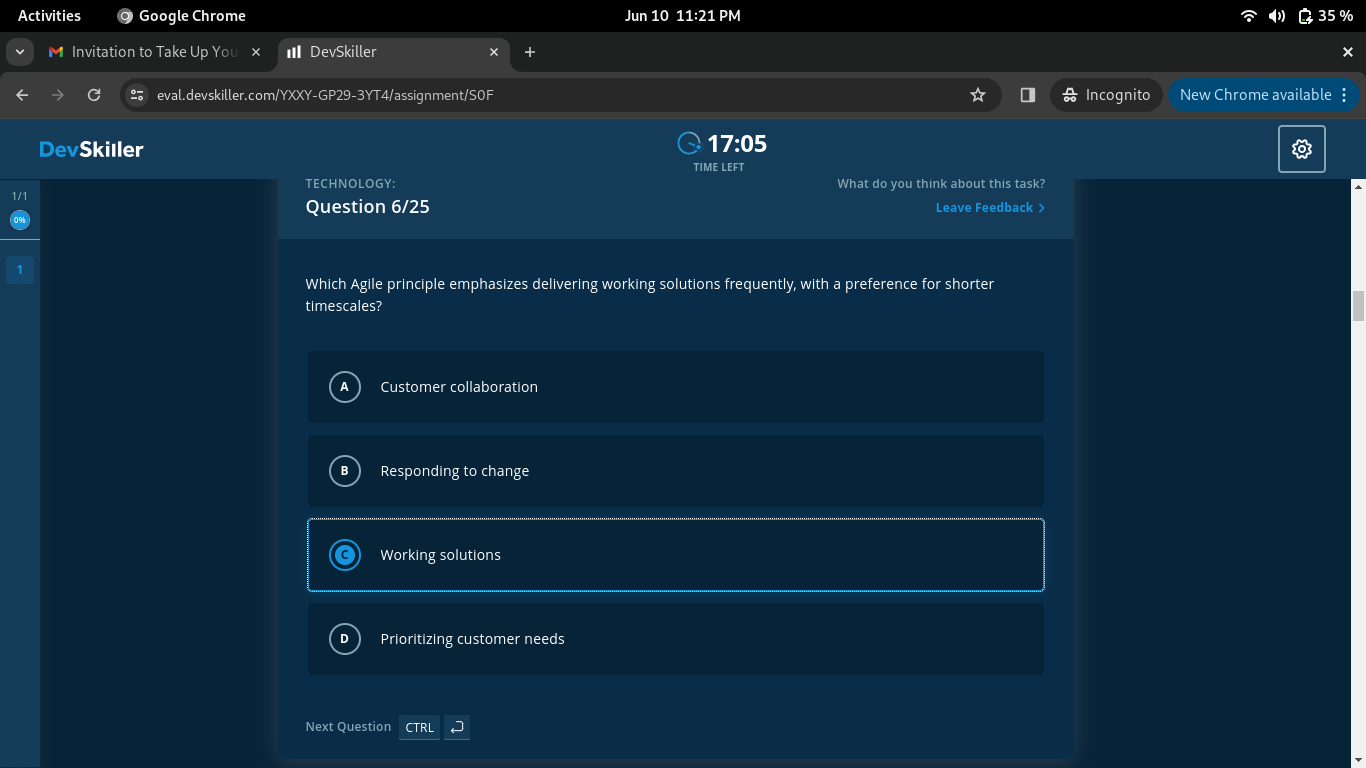 Activities Google Chrome Jun 10 11:21 PM 35 %
Invitation to Take Up You DevSkiller
eval.devskiller.com/YXXY-GP29-3YT4/assignment/S0F Incognito New Chrome available
DevSkiller 17:05
TIME LEFT
1/1
0%
1
TECHNOLOGY: What do you think about this task?
Question 6/25 Leave Feedback
Which Agile principle emphasizes delivering working solutions frequently, with a preference for shorter
timescales?
A Customer collaboration
B Responding to change
C Working solutions
D Prioritizing customer needs
Next Question CTRL